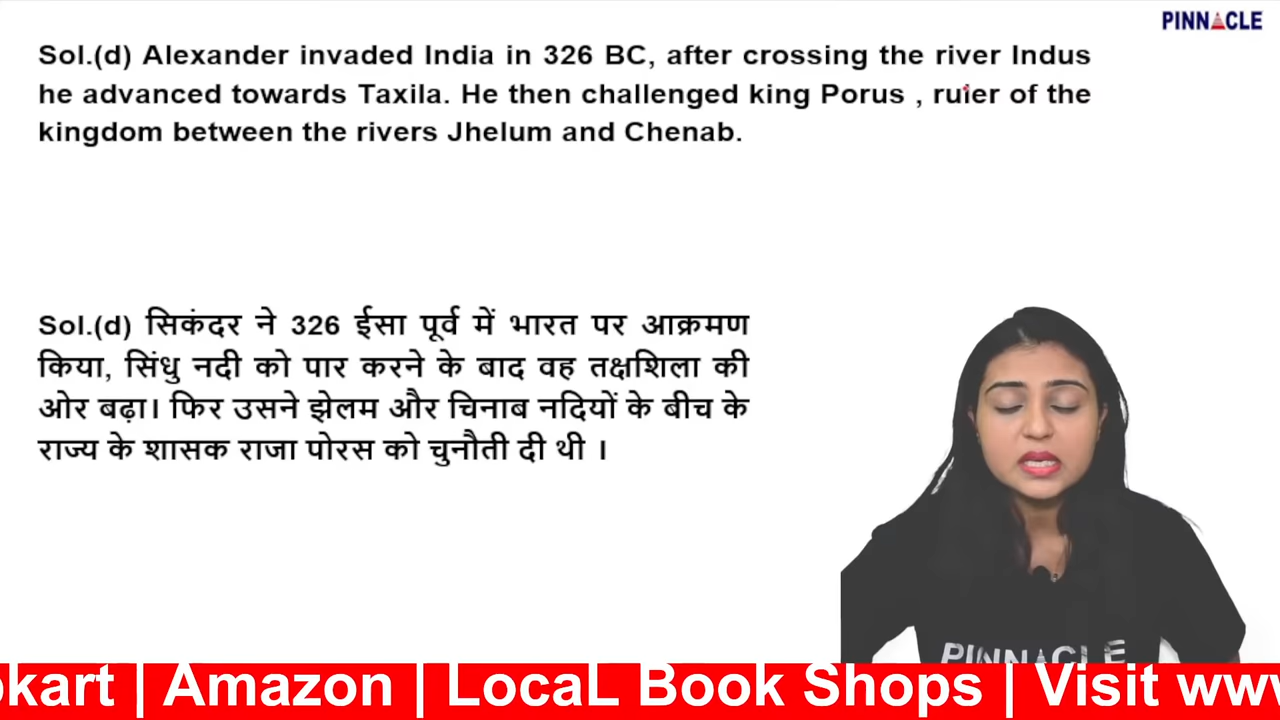 PINNACLE
Sol.(d) Alexander invaded India in 326 BC, after crossing the river Indus
he advanced towards Taxila. He then challenged king Porus , ruler of the
kingdom between the rivers Jhelum and Chenab.
Sol.(d) सिकंदर ने 326 ईसा पूर्व में भारत पर आक्रमण
किया, सिंधु नदी को पार करने के बाद वह तक्षशिला की
ओर बढ़ा। फिर उसने झेलम और चिनाब नदियों के बीच के
राज्य के शासक राजा पोरस को चुनौती दी थी ।
PINNACLE
kart | Amazon | LocaL Book Shops | Visit www